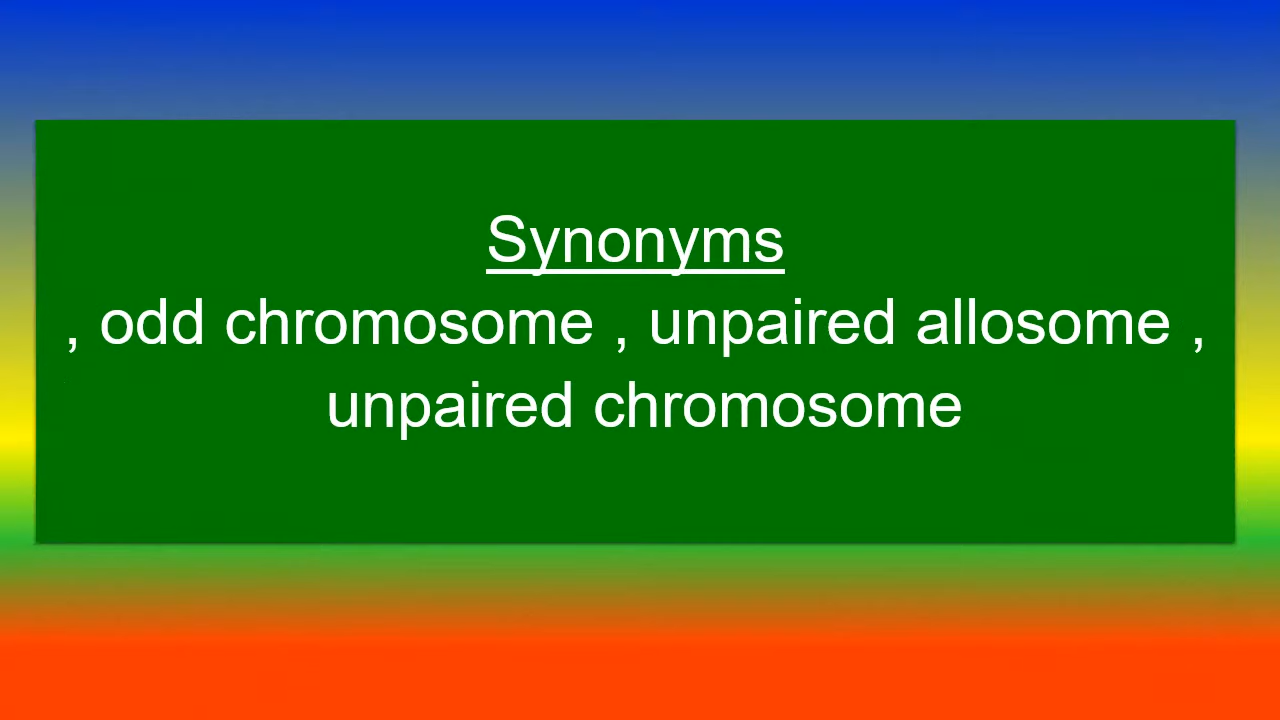 Synonyms
, odd chromosome , unpaired allosome ,
unpaired chromosome